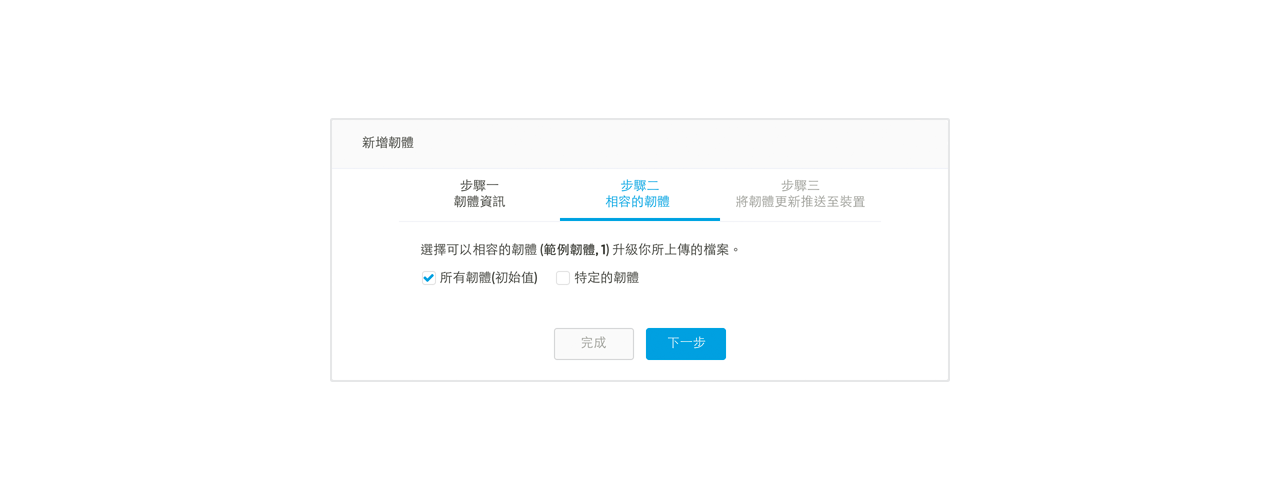 新增韌體
步驟一
韌體資訊
步驟二
相容的韌體
步驟三
將韌體更新推送至裝置
選擇可以相容的韌體 (範例韌體, 1) 升級你所上傳的檔案。
所有韌體(初始值)
特定的韌體
完成
下一步